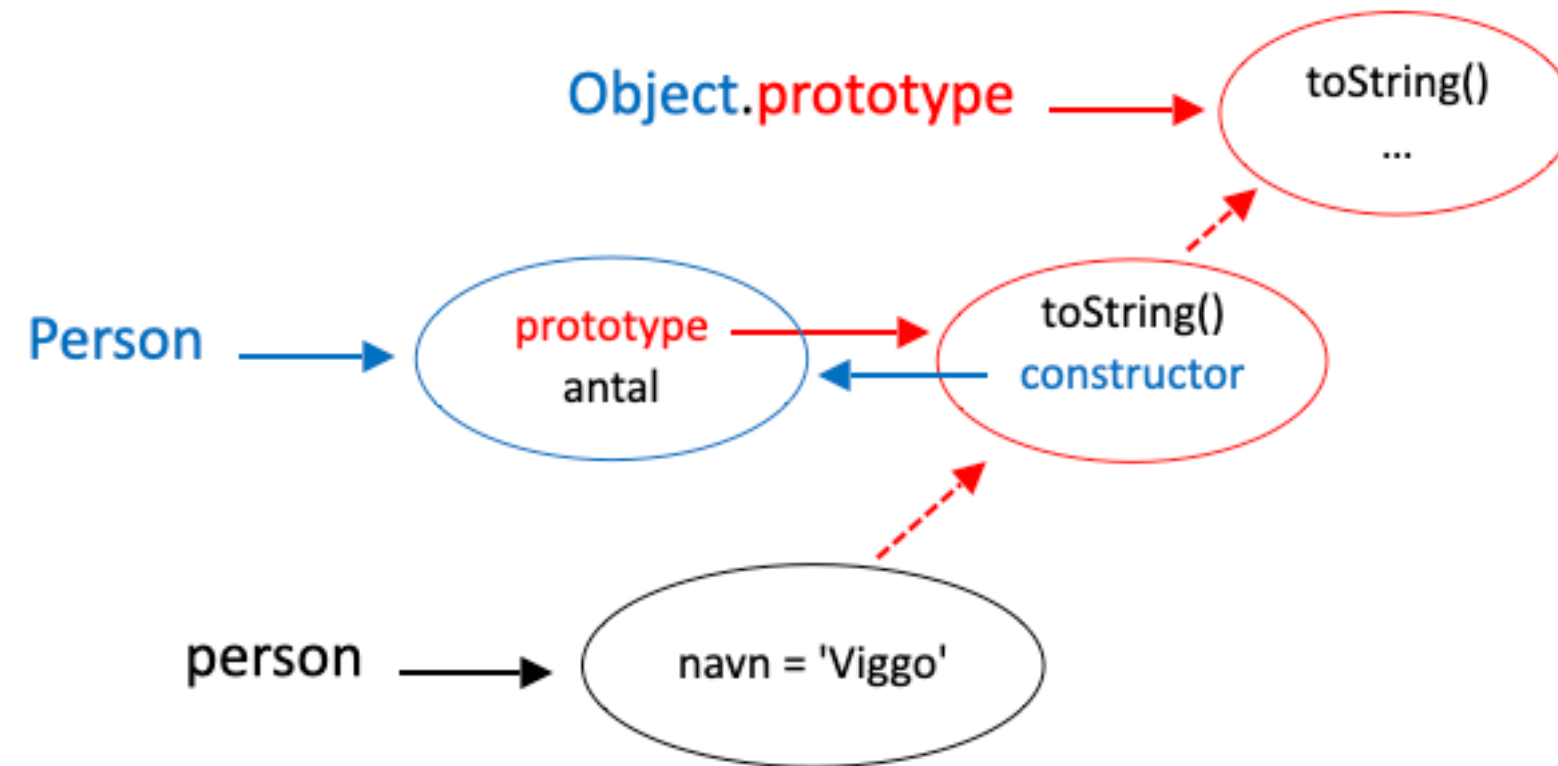 Object.prototype
toString()
...
Person
prototype
antal
toString()
constructor
person
navn = 'Viggo'